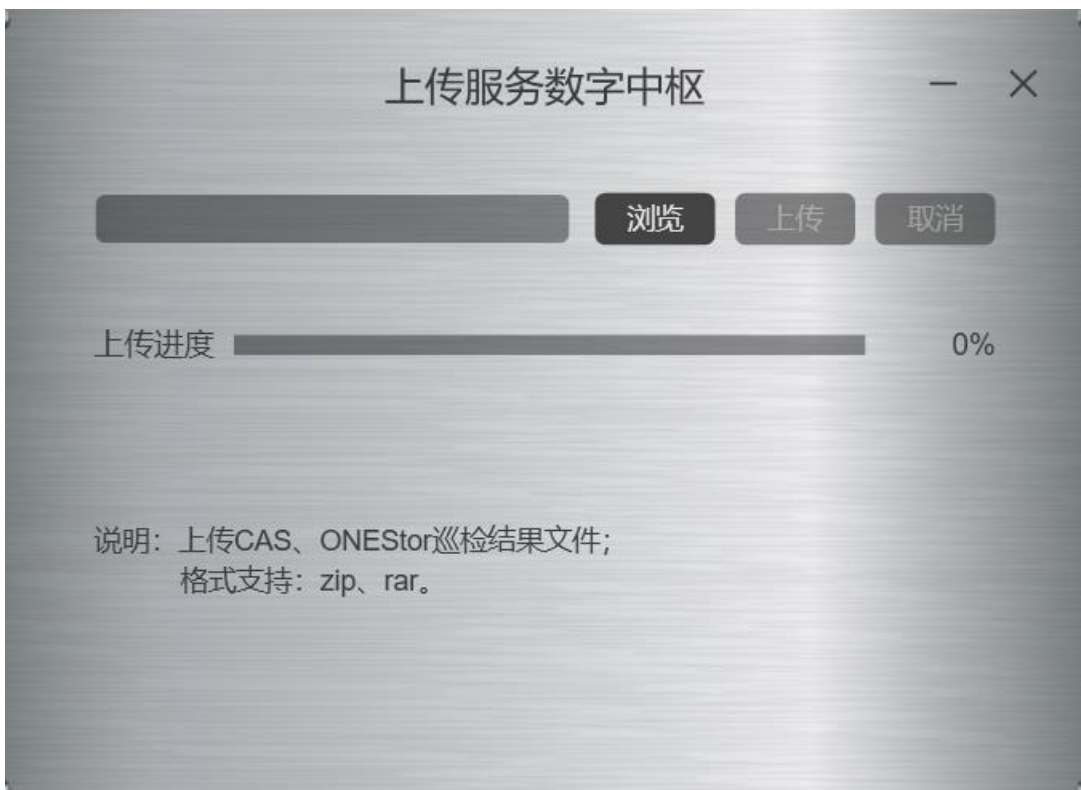 上传服务数字中枢
浏览 上传 取消
上传进度 0%
说明：上传CAS、ONEStor巡检结果文件；
格式支持：zip、rar。